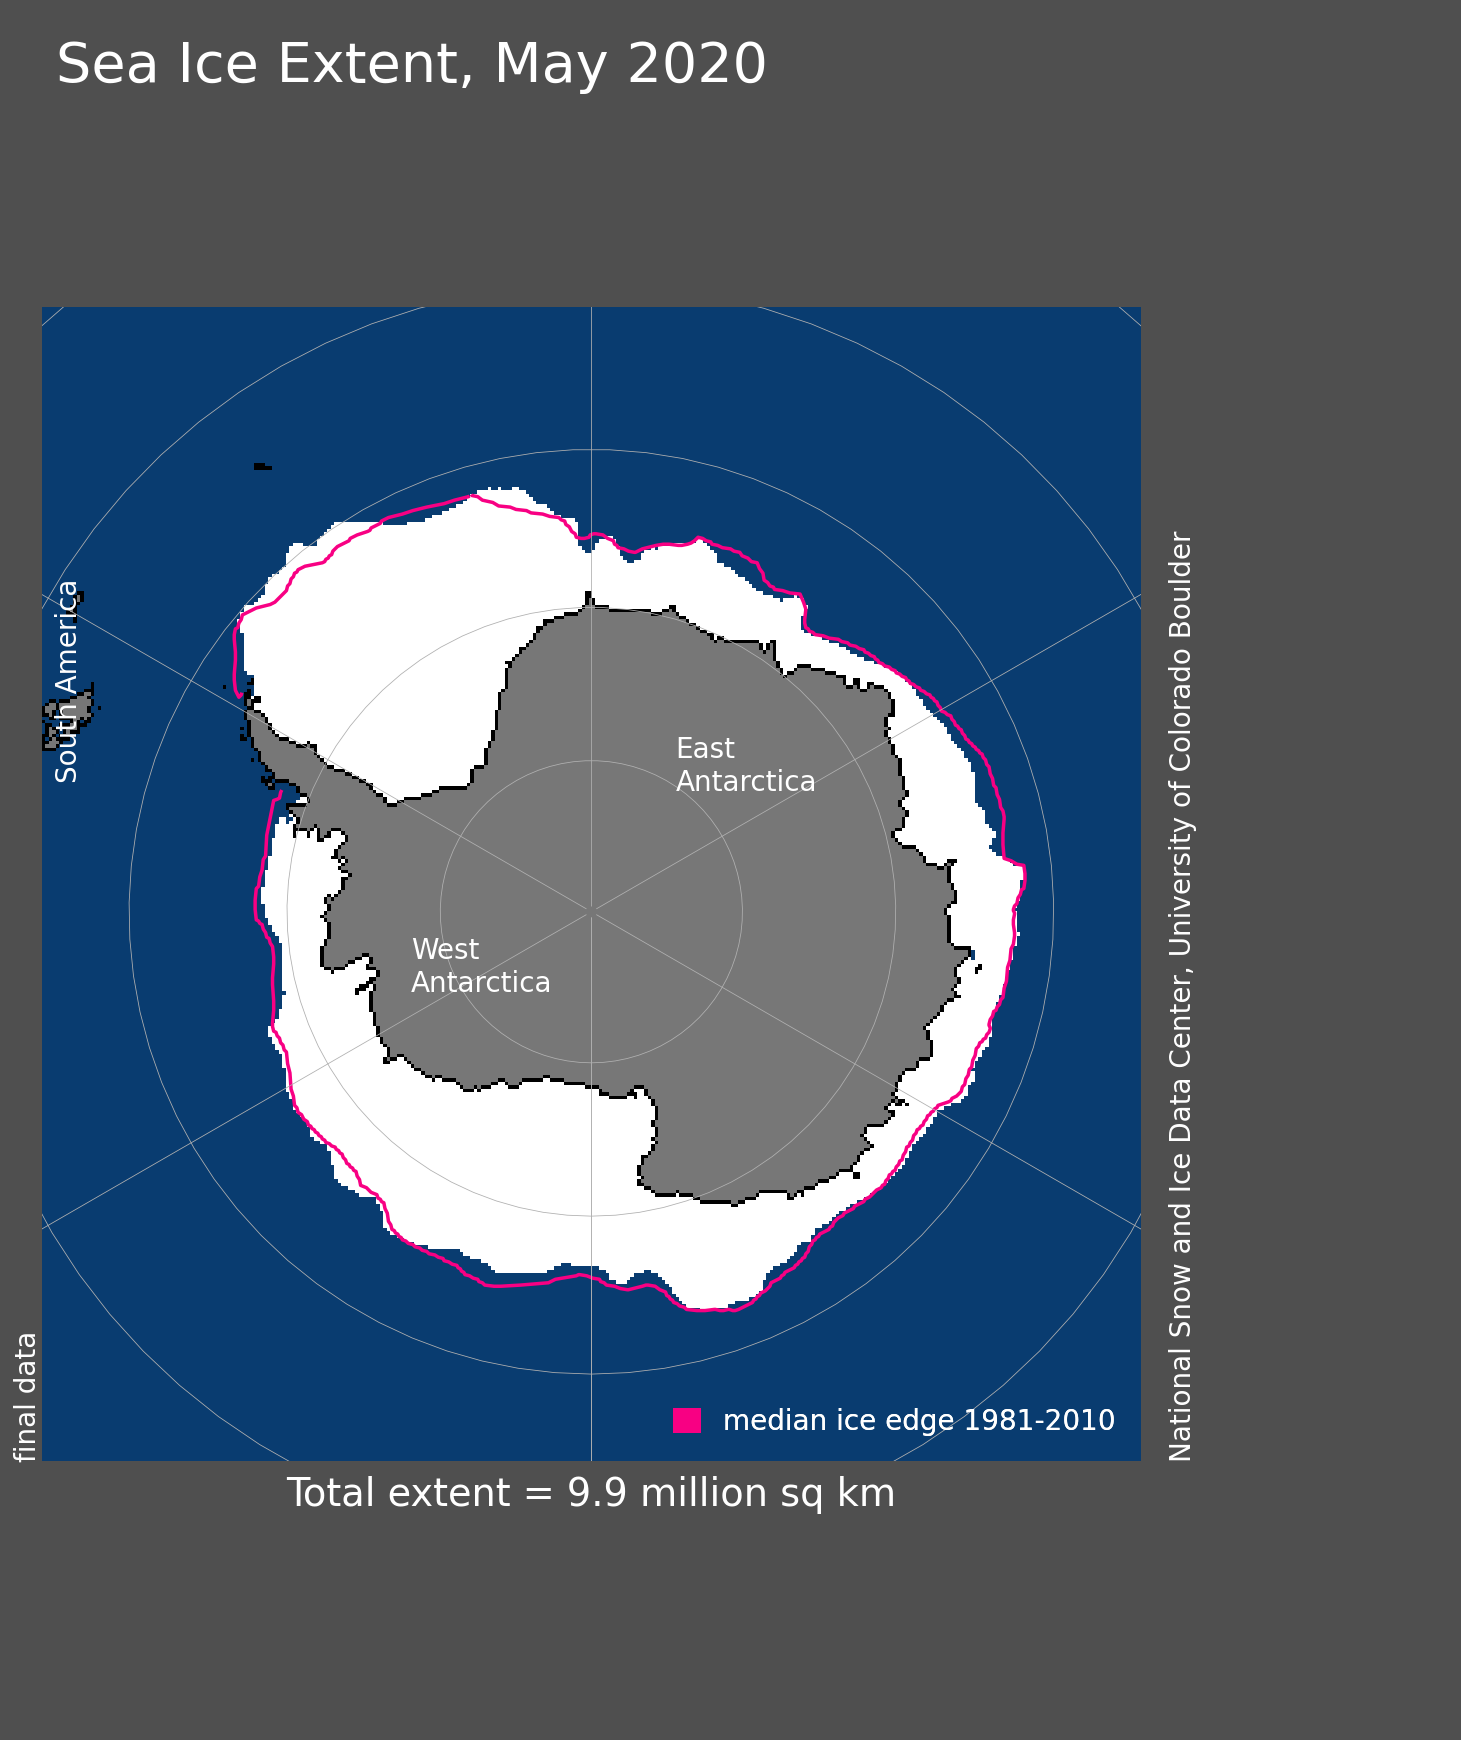 Sea Ice Extent, May 2020
South America
East
Antarctica
West
Antarctica
National Snow and Ice Data Center, University of Colorado Boulder
final data
median ice edge 1981-2010
Total extent = 9.9 million sq km